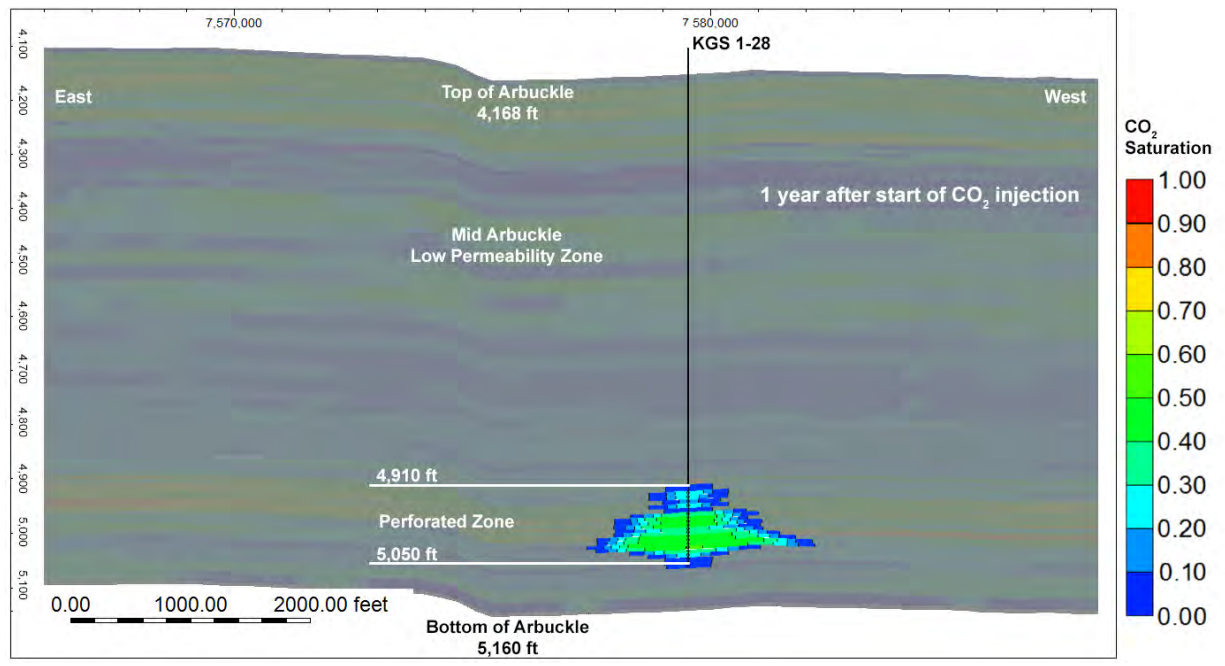 7,570,000
7,580,000
KGS 1-28
4,100
4,200
4,300
4,400
4,500
4,600
4,700
4,800
4,900
5,000
5,100
East
Top of Arbuckle
4,168 ft
West
1 year after start of CO₂ injection
Mid Arbuckle
Low Permeability Zone
4,910 ft
Perforated Zone
5,050 ft
0.00 1000.00 2000.00 feet
Bottom of Arbuckle
5,160 ft
CO₂
Saturation
1.00
0.90
0.80
0.70
0.60
0.50
0.40
0.30
0.20
0.10
0.00